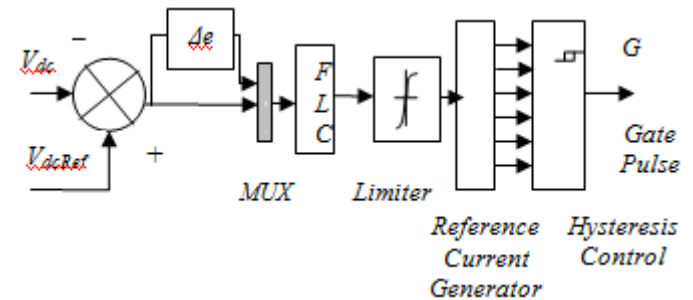 Δe
−
Vdc
VdcRef
+
F
L
C
G
Gate
Pulse
MUX
Limiter
Reference
Current
Generator
Hysteresis
Control